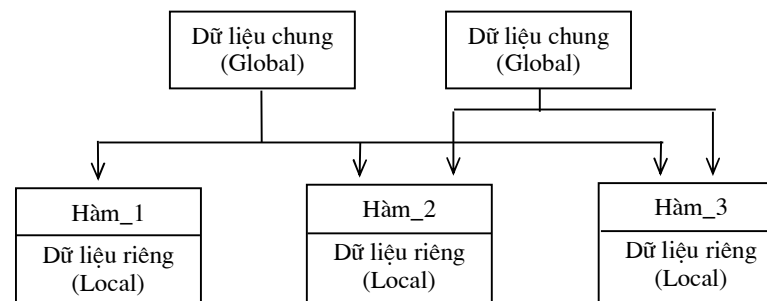 Dữ liệu chung
(Global)
Dữ liệu chung
(Global)
Hàm_1
Dữ liệu riêng
(Local)
Hàm_2
Dữ liệu riêng
(Local)
Hàm_3
Dữ liệu riêng
(Local)